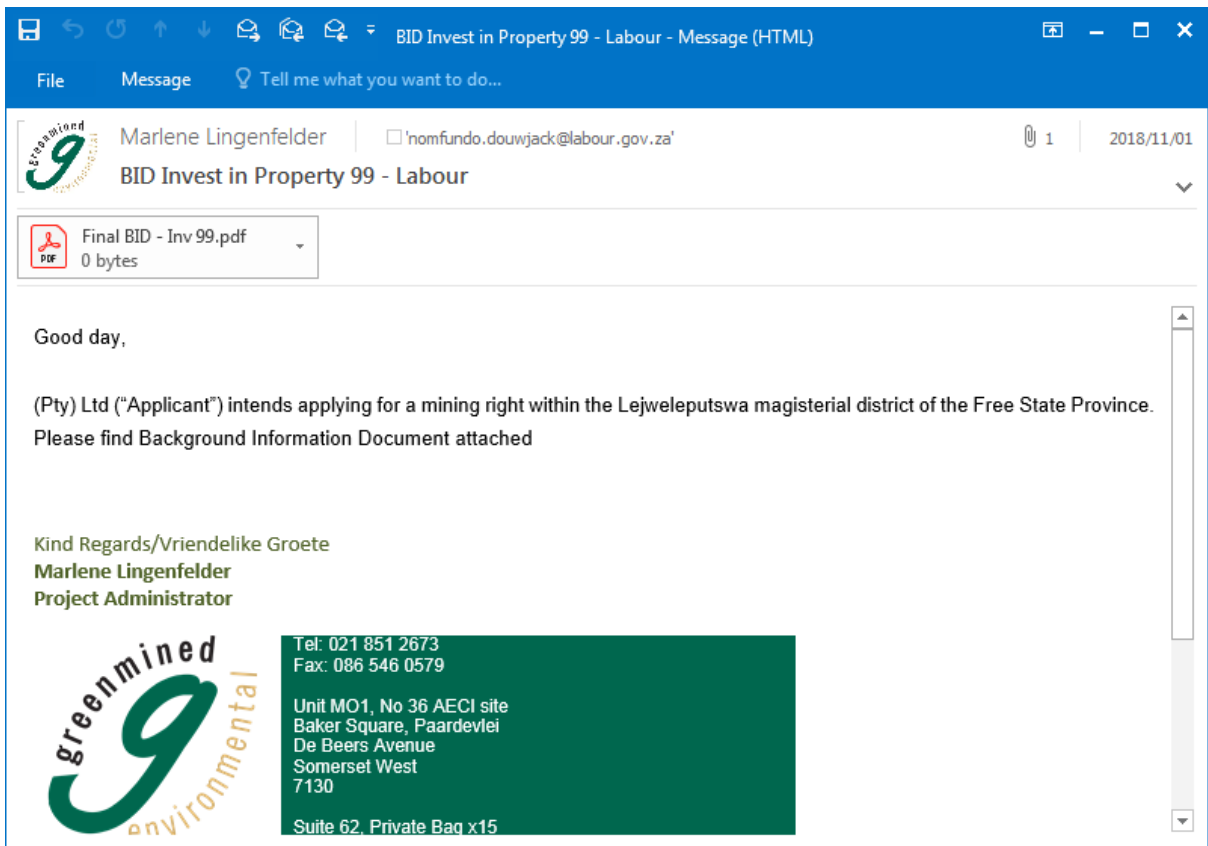 BID Invest in Property 99 - Labour - Message (HTML)
File Message Tell me what you want to do...
greenmined
environmental
Marlene Lingenfelder 'nomfundo.douwjack@labour.gov.za' 1 2018/11/01
BID Invest in Property 99 - Labour
PDF
Final BID - Inv 99.pdf
0 bytes
Good day,
(Pty) Ltd (“Applicant”) intends applying for a mining right within the Lejweleputswa magisterial district of the Free State Province.
Please find Background Information Document attached
Kind Regards/Vriendelike Groete
Marlene Lingenfelder
Project Administrator
greenmined
g
environmental
Tel: 021 851 2673
Fax: 086 546 0579
Unit MO1, No 36 AECI site
Baker Square, Paardevlei
De Beers Avenue
Somerset West
7130
Suite 62, Private Bag x15